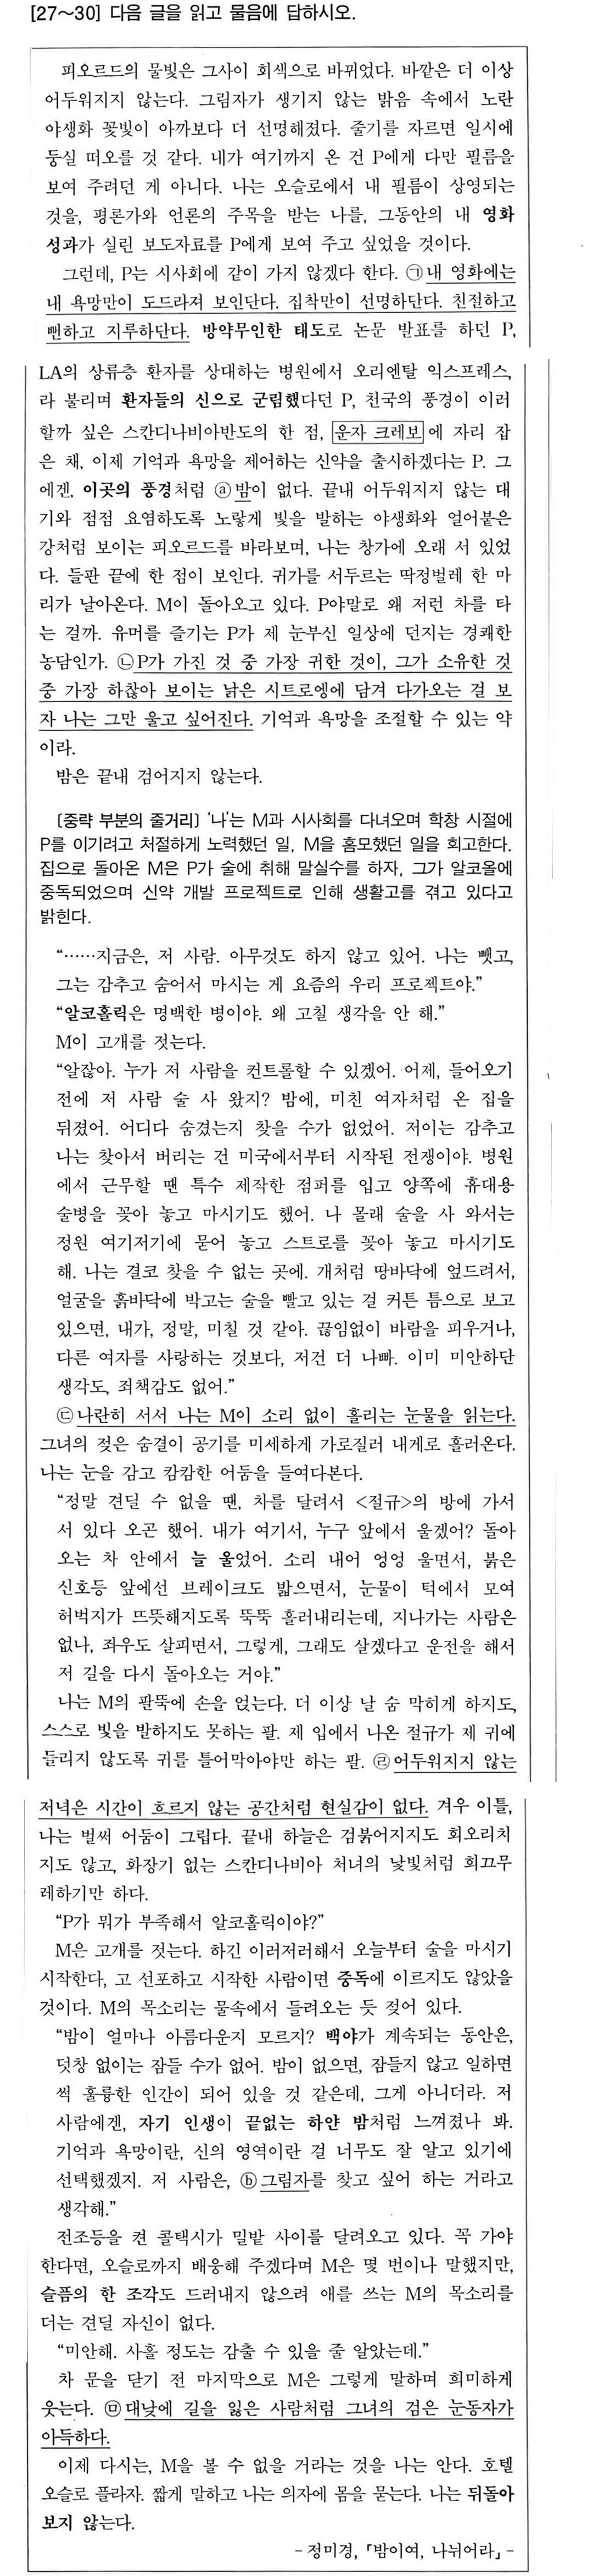 [27~30] 다음 글을 읽고 물음에 답하시오.
피오르드의 물빛은 그사이 회색으로 바뀌었다. 바깥은 더 이상
어두워지지 않는다. 그림자가 생기지 않는 밝음 속에서 노란
야생화 꽃빛이 아까보다 더 선명해졌다. 줄기를 자르면 일시에
둥실 떠오를 것 같다. 내가 여기까지 온 건 P에게 다만 필름을
보여 주려던 게 아니다. 나는 오슬로에서 내 필름이 상영되는
것을, 평론가와 언론의 주목을 받는 나를, 그동안의 내 영화
성과가 실린 보도자료를 P에게 보여 주고 싶었을 것이다.
그런데, P는 시사회에 같이 가지 않겠다 한다. ㉠내 영화에는
내 욕망만이 도드라져 보인단다. 집착만이 선명하단다. 친절하고
뻔하고 지루하단다. 방약무인한 태도로 논문 발표를 하던 P,
LA의 상류층 환자를 상대하는 병원에서 오리엔탈 익스프레스,
라 불리며 환자들의 신으로 군림했다던 P, 천국의 풍경이 이러
할까 싶은 스칸디나비아반도의 한 점, 운자 크레보에 자리 잡
은 채, 이제 기억과 욕망을 제어하는 신약을 출시하겠다는 P. 그
에겐, 이곳의 풍경처럼 ⓐ밤이 없다. 끝내 어두워지지 않는 대
기와 점점 요염하도록 노랗게 빛을 발하는 야생화와 얼어붙은
강처럼 보이는 피오르드를 바라보며, 나는 창가에 오래 서 있었
다. 들판 끝에 한 점이 보인다. 귀가를 서두르는 딱정벌레 한 마
리가 날아온다. M이 돌아오고 있다. P야말로 왜 저런 차를 타
는 걸까. 유머를 즐기는 P가 제 눈부신 일상에 던지는 경쾌한
농담인가. ㉡P가 가진 것 중 가장 귀한 것이, 그가 소유한 것
중 가장 하찮아 보이는 낡은 시트로엥에 담겨 다가오는 걸 보
자 나는 그만 울고 싶어진다. 기억과 욕망을 조절할 수 있는 약
이라.
밤은 끝내 검어지지 않는다.
[중략 부분의 줄거리] '나'는 M과 시사회를 다녀오며 학창 시절에
P를 이기려고 처절하게 노력했던 일, M을 흠모했던 일을 회고한다.
집으로 돌아온 M은 P가 술에 취해 말실수를 하자, 그가 알코올에
중독되었으며 신약 개발 프로젝트로 인해 생활고를 겪고 있다고
밝힌다.
“……지금은, 저 사람. 아무것도 하지 않고 있어. 나는 뺏고,
그는 감추고 숨어서 마시는 게 요즘의 우리 프로젝트야.”
“알코홀릭은 명백한 병이야. 왜 고칠 생각을 안 해.”
M이 고개를 젓는다.
“알잖아. 누가 저 사람을 컨트롤할 수 있겠어. 어제, 들어오기
전에 저 사람 술 사 왔지? 밤에, 미친 여자처럼 온 집을
뒤졌어. 어디다 숨겼는지 찾을 수가 없었어. 저이는 감추고
나는 찾아서 버리는 건 미국에서부터 시작된 전쟁이야. 병원
에서 근무할 땐 특수 제작한 점퍼를 입고 양쪽에 휴대용
술병을 꽂아 놓고 마시기도 했어. 나 몰래 술을 사 와서는
정원 여기저기에 묻어 놓고 스트로를 꽂아 놓고 마시기도
해. 나는 결코 찾을 수 없는 곳에. 개처럼 땅바닥에 엎드려서,
얼굴을 흙바닥에 박고는 술을 빨고 있는 걸 커튼 틈으로 보고
있으면, 내가, 정말, 미칠 것 같아. 끊임없이 바람을 피우거나,
다른 여자를 사랑하는 것보다, 저건 더 나빠. 이미 미안하단
생각도, 죄책감도 없어.”
㉢나란히 서서 나는 M이 소리 없이 흘리는 눈물을 읽는다.
그녀의 젖은 숨결이 공기를 미세하게 가로질러 내게로 흘러온다.
나는 눈을 감고 캄캄한 어둠을 들여다본다.
“정말 견딜 수 없을 땐, 차를 달려서 <절규>의 방에 가서
서 있다 오곤 했어. 내가 여기서, 누구 앞에서 울겠어? 돌아
오는 차 안에서 늘 울었어. 소리 내어 엉엉 울면서, 붉은
신호등 앞에선 브레이크도 밟으면서, 눈물이 턱에서 모여
허벅지가 뜨뜻해지도록 뚝뚝 흘러내리는데, 지나가는 사람은
없나, 좌우도 살피면서, 그렇게, 그래도 살겠다고 운전을 해서
저 길을 다시 돌아오는 거야.”
나는 M의 팔뚝에 손을 얹는다. 더 이상 날 숨 막히게 하지도,
스스로 빛을 발하지도 못하는 팔. 제 입에서 나온 절규가 제 귀에
들리지 않도록 귀를 틀어막아야만 하는 팔. ㉣어두워지지 않는
저녁은 시간이 흐르지 않는 공간처럼 현실감이 없다. 겨우 이틀,
나는 벌써 어둠이 그립다. 끝내 하늘은 검붉어지지도 회오리치
지도 않고, 화장기 없는 스칸디나비아 처녀의 낯빛처럼 희끄무
레하기만 하다.
“P가 뭐가 부족해서 알코홀릭이야?”
M은 고개를 젓는다. 하긴 이러저러해서 오늘부터 술을 마시기
시작한다, 고 선포하고 시작한 사람이면 중독에 이르지도 않았을
것이다. M의 목소리는 물속에서 들려오는 듯 젖어 있다.
“밤이 얼마나 아름다운지 모르지? 백야가 계속되는 동안은,
덧창 없이는 잠들 수가 없어. 밤이 없으면, 잠들지 않고 일하면
썩 훌륭한 인간이 되어 있을 것 같은데, 그게 아니더라. 저
사람에겐, 자기 인생이 끝없는 하얀 밤처럼 느껴졌나 봐.
기억과 욕망이란, 신의 영역이란 걸 너무도 잘 알고 있기에
선택했겠지. 저 사람은, ⓑ그림자를 찾고 싶어 하는 거라고
생각해.”
전조등을 켠 콜택시가 밀밭 사이를 달려오고 있다. 꼭 가야
한다면, 오슬로까지 배웅해 주겠다며 M은 몇 번이나 말했지만,
슬픔의 한 조각도 드러내지 않으려 애를 쓰는 M의 목소리를
더는 견딜 자신이 없다.
“미안해. 사흘 정도는 감출 수 있을 줄 알았는데.”
차 문을 닫기 전 마지막으로 M은 그렇게 말하며 희미하게
웃는다. ㉤대낮에 길을 잃은 사람처럼 그녀의 검은 눈동자가
아득하다.
이제 다시는, M을 볼 수 없을 거라는 것을 나는 안다. 호텔
오슬로 플라자. 짧게 말하고 나는 의자에 몸을 묻는다. 나는 뒤돌아
보지 않는다.
- 정미경, 「밤이여, 나뉘어라」 -